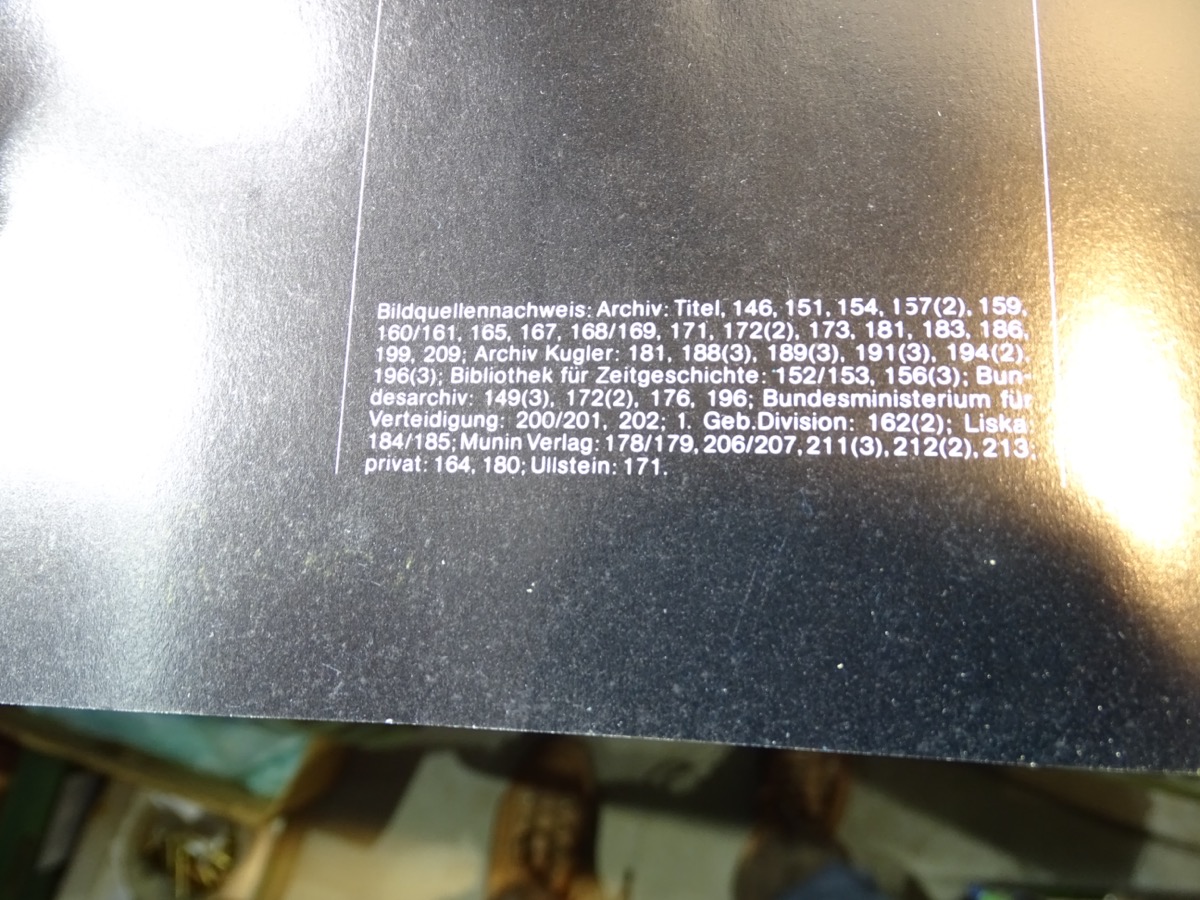 Bildquellennachweis: Archiv: Titel, 146, 151, 154, 157(2), 159,
160/161, 165, 167, 168/169, 171, 172(2), 173, 181, 183, 186,
199, 209; Archiv Kugler: 181, 188(3), 189(3), 191(3), 194(2),
196(3); Bibliothek für Zeitgeschichte: 152/153, 156(3); Bun-
desarchiv: 149(3), 172(2), 176, 196; Bundesministerium für
Verteidigung: 200/201, 202; 1. Geb.Division: 162(2); Liska
184/185; Munin Verlag: 178/179, 206/207, 211(3), 212(2), 213;
privat: 164, 180; Ullstein: 171.